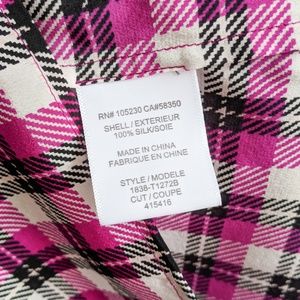 RN# 105230 CA#58350
SHELL / EXTERIEUR
100% SILK/SOIE
MADE IN CHINA
FABRIQUE EN CHINE
STYLE / MODELE
1838-T1272B
CUT / COUPE
415416